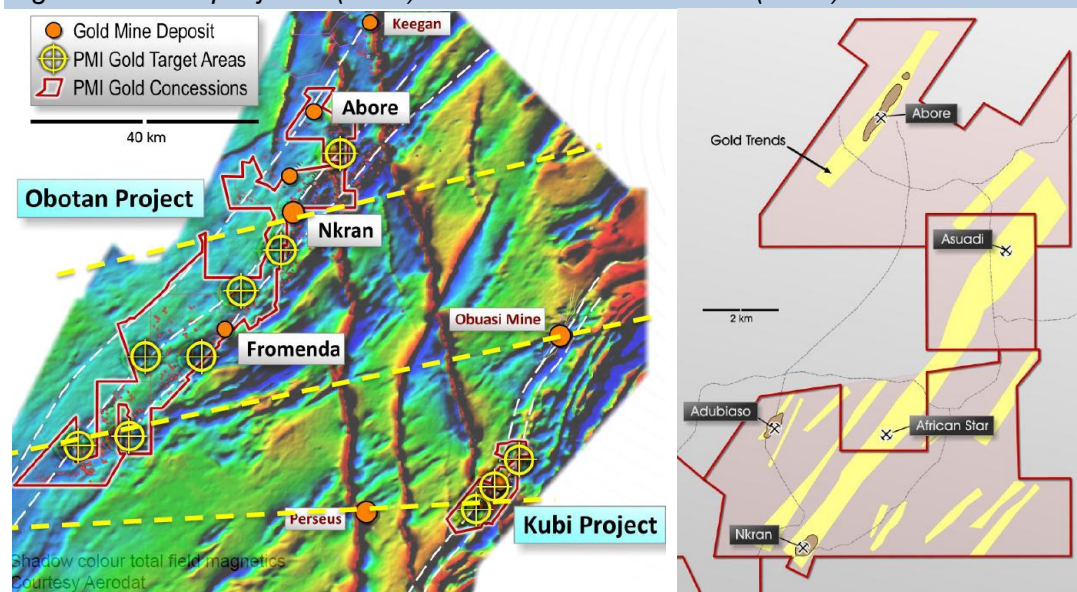 Gold Mine Deposit
PMI Gold Target Areas
PMI Gold Concessions
40 km
Keegan
Abore
Obotan Project
Nkran
Obuasi Mine
Fromenda
Perseus
Kubi Project
Shadow colour total field magnetics
Courtesy Aerodat
Abore
Gold Trends
Asuadi
2 km
Adubiaso
African Star
Nkran